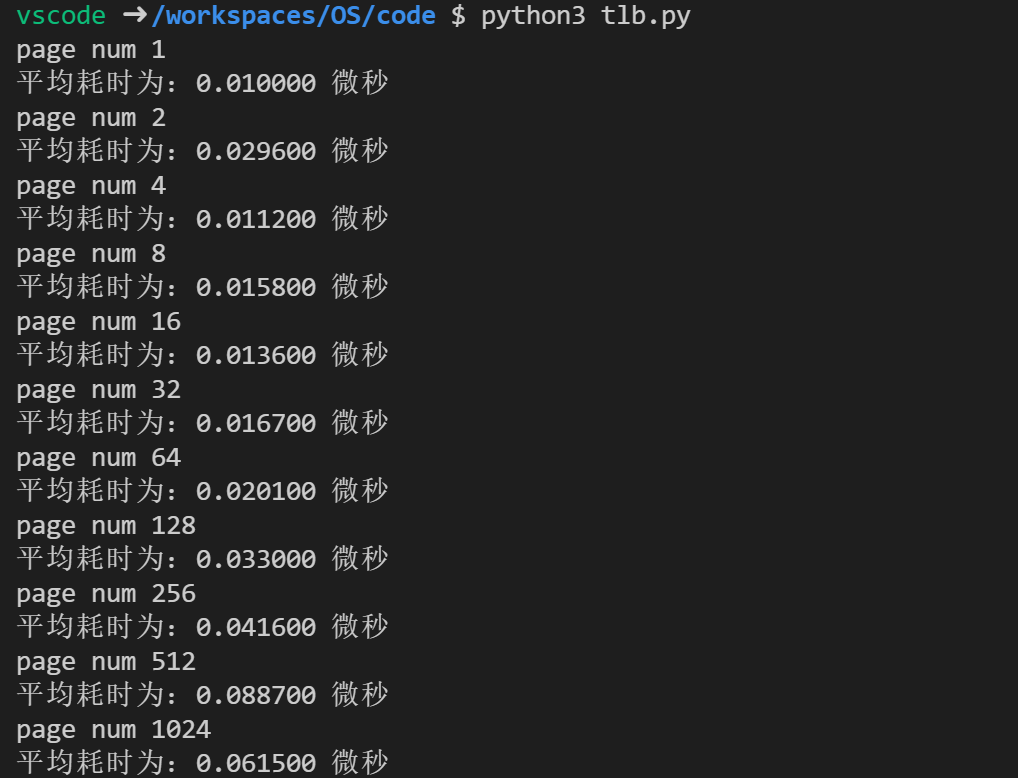 vscode ➜/workspaces/OS/code $ python3 tlb.py
page num 1
平均耗时为: 0.010000 微秒
page num 2
平均耗时为: 0.029600 微秒
page num 4
平均耗时为: 0.011200 微秒
page num 8
平均耗时为: 0.015800 微秒
page num 16
平均耗时为: 0.013600 微秒
page num 32
平均耗时为: 0.016700 微秒
page num 64
平均耗时为: 0.020100 微秒
page num 128
平均耗时为: 0.033000 微秒
page num 256
平均耗时为: 0.041600 微秒
page num 512
平均耗时为: 0.088700 微秒
page num 1024
平均耗时为: 0.061500 微秒